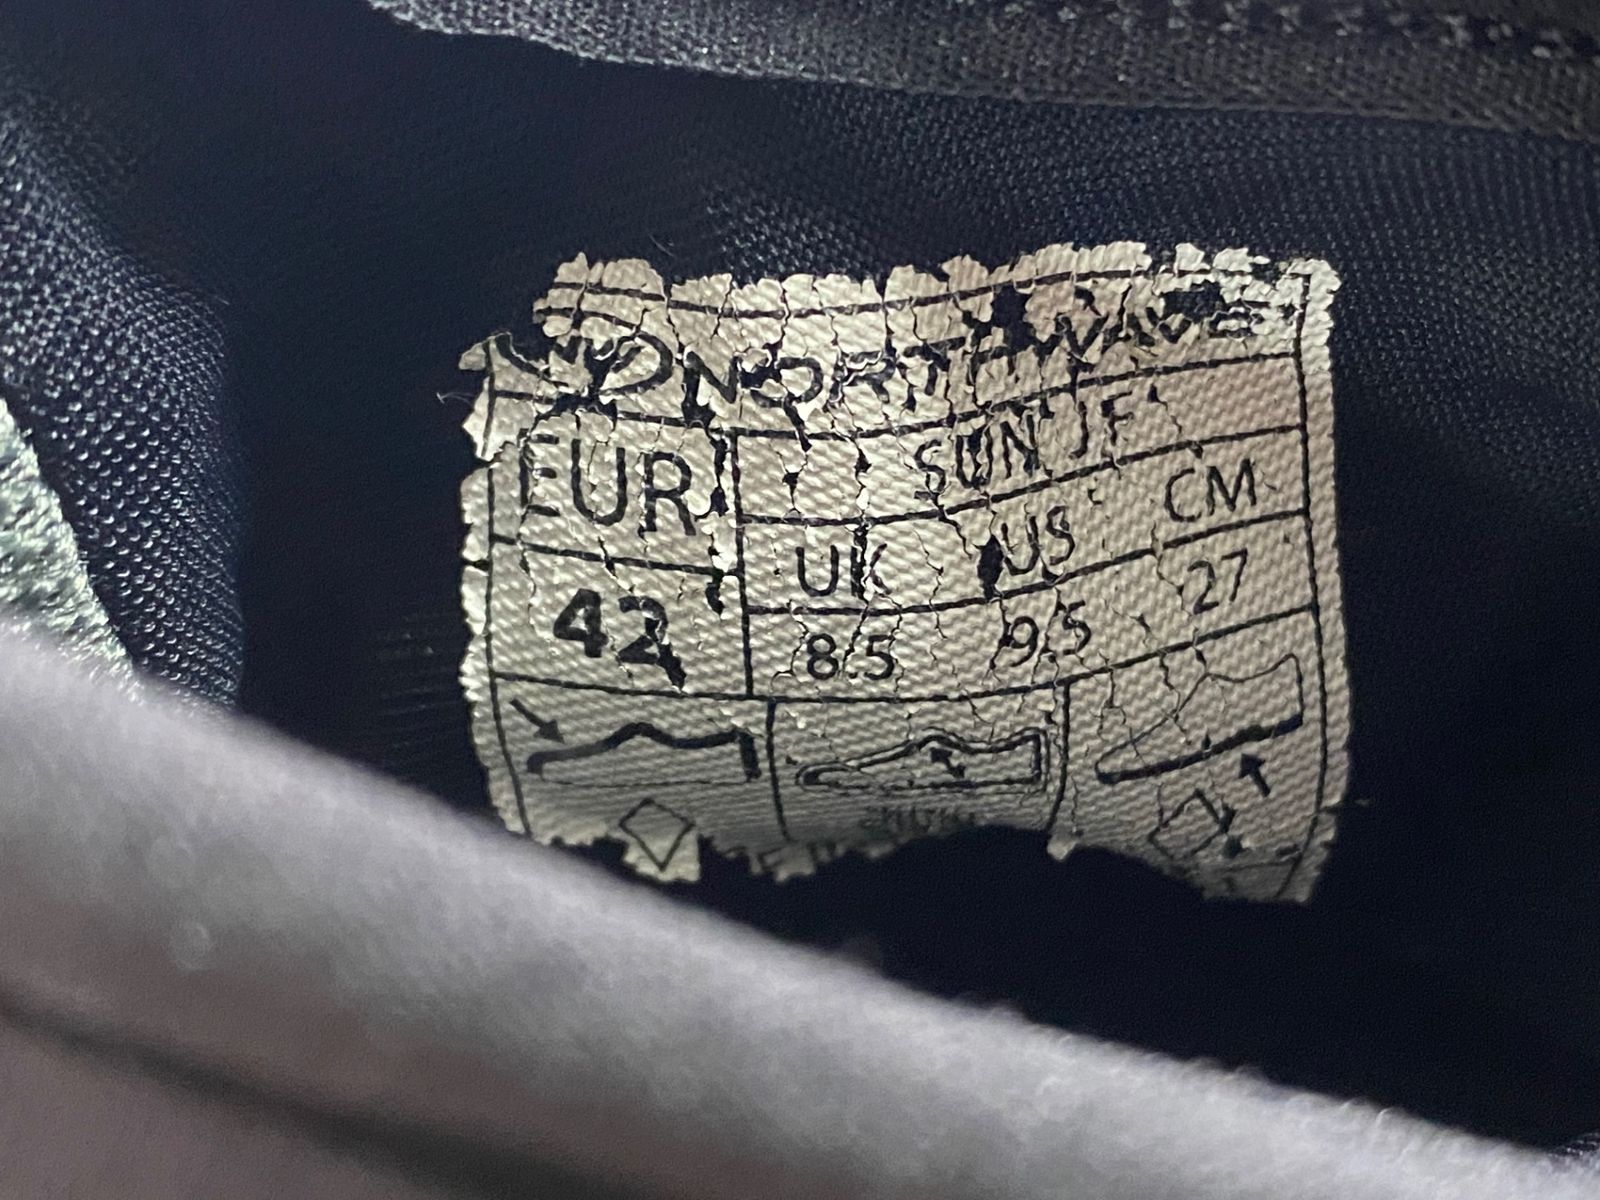 NORTHWAVE
SUN JF
EUR UK US CM
42 8.5 9.5 27